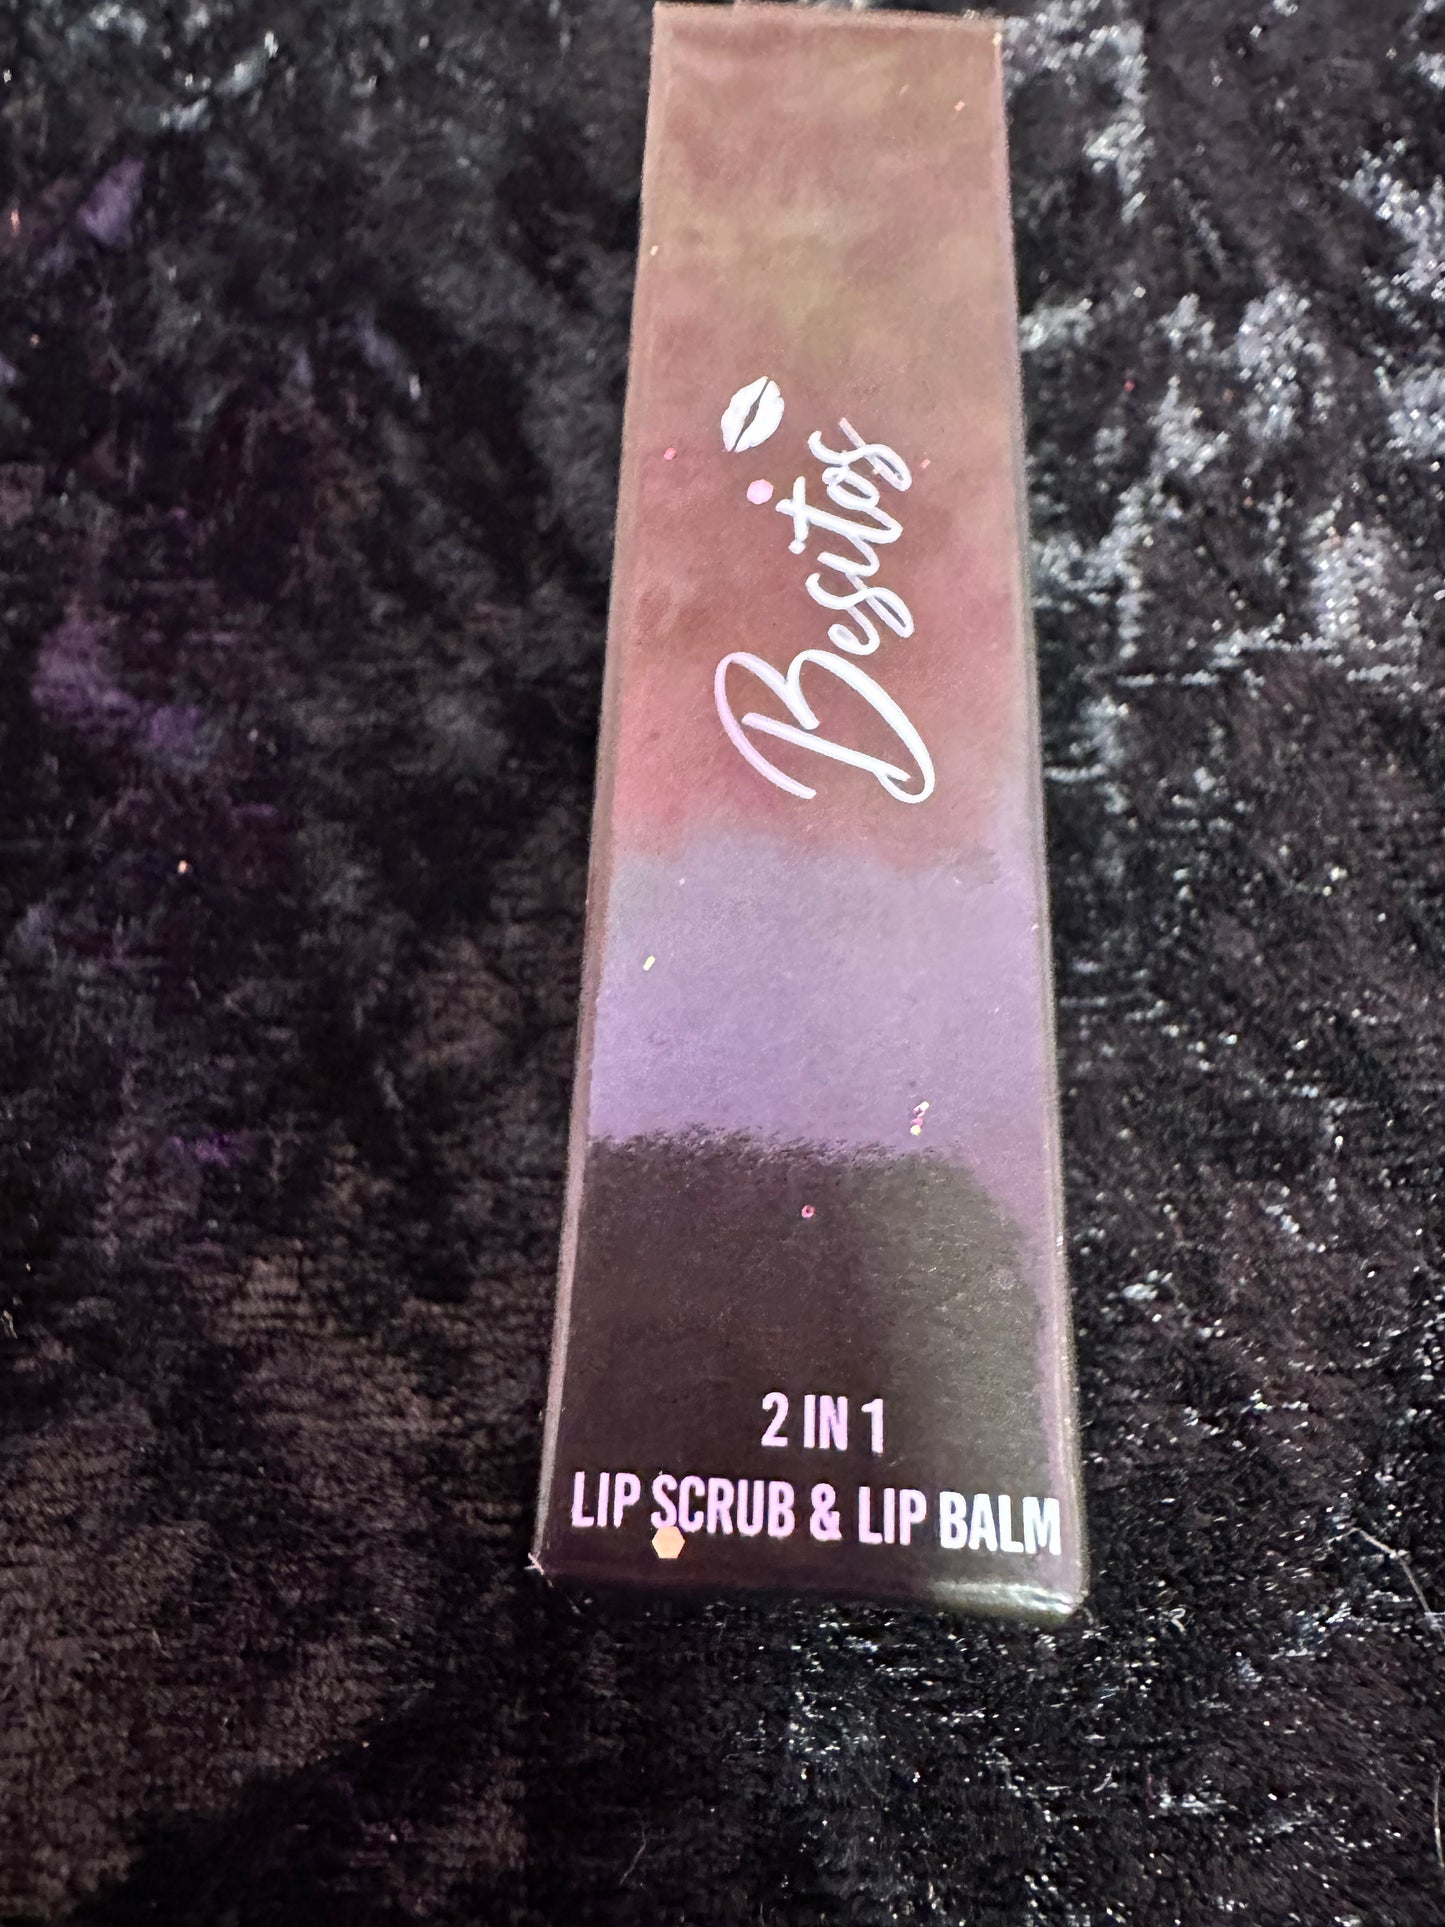 Besitos
2 IN 1
LIP SCRUB & LIP BALM